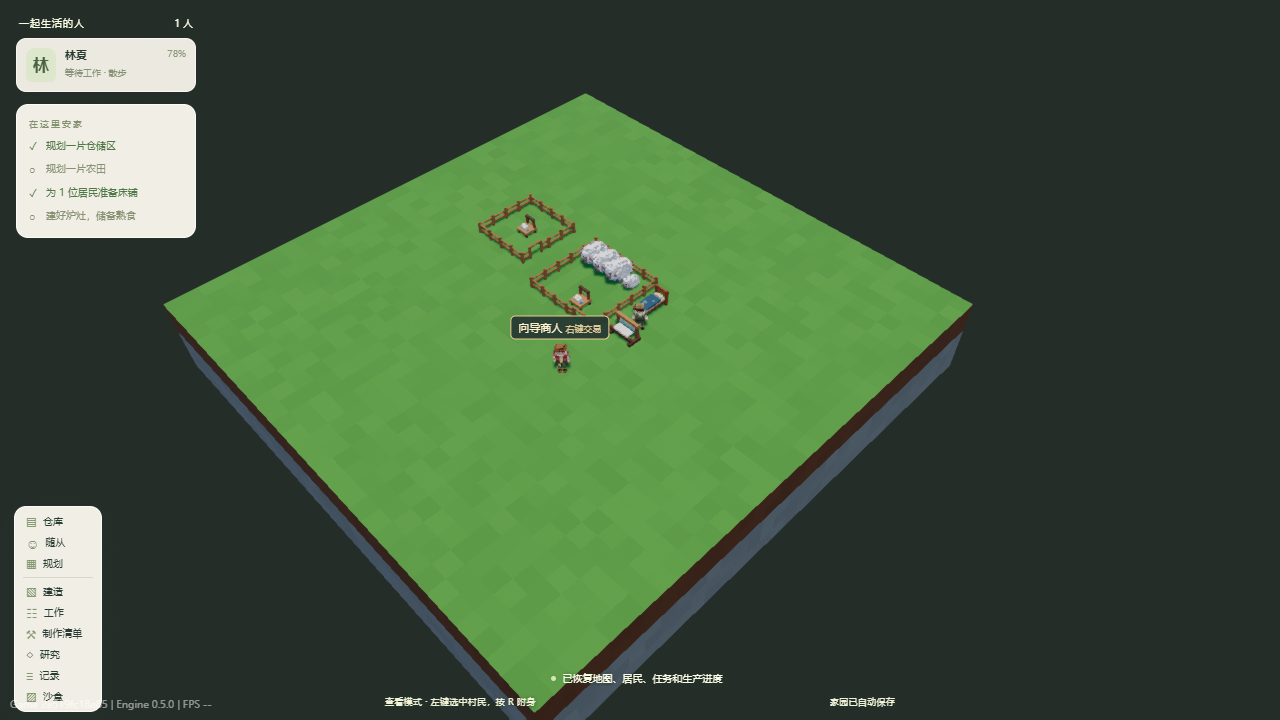 一起生活的人 1 人
林
林夏 78%
等待工作 · 散步
在这里安家
✓ 规划一片仓储区
○ 规划一片农田
✓ 为 1 位居民准备床铺
○ 建好炉灶，储备熟食
向导商人 右键交易
仓库
随从
规划
建造
工作
制作清单
研究
记录
沙盒
5 | Engine 0.5.0 | FPS --
已恢复地图、居民、任务和生产进度
查看模式 · 左键选中村民，按 R 附身
家园已自动保存